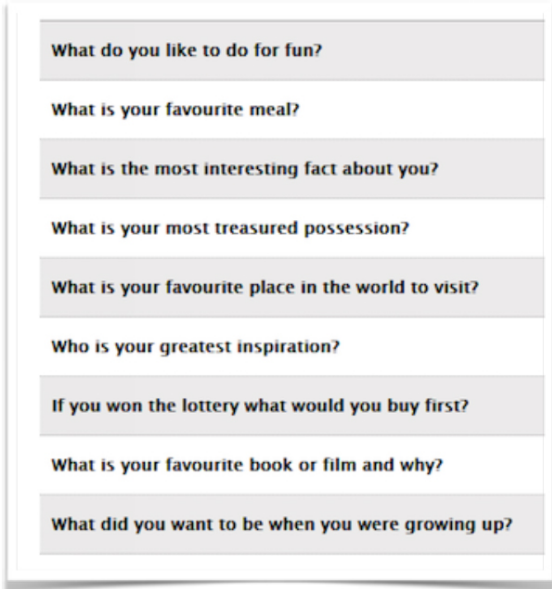 What do you like to do for fun?
What is your favourite meal?
What is the most interesting fact about you?
What is your most treasured possession?
What is your favourite place in the world to visit?
Who is your greatest inspiration?
If you won the lottery what would you buy first?
What is your favourite book or film and why?
What did you want to be when you were growing up?